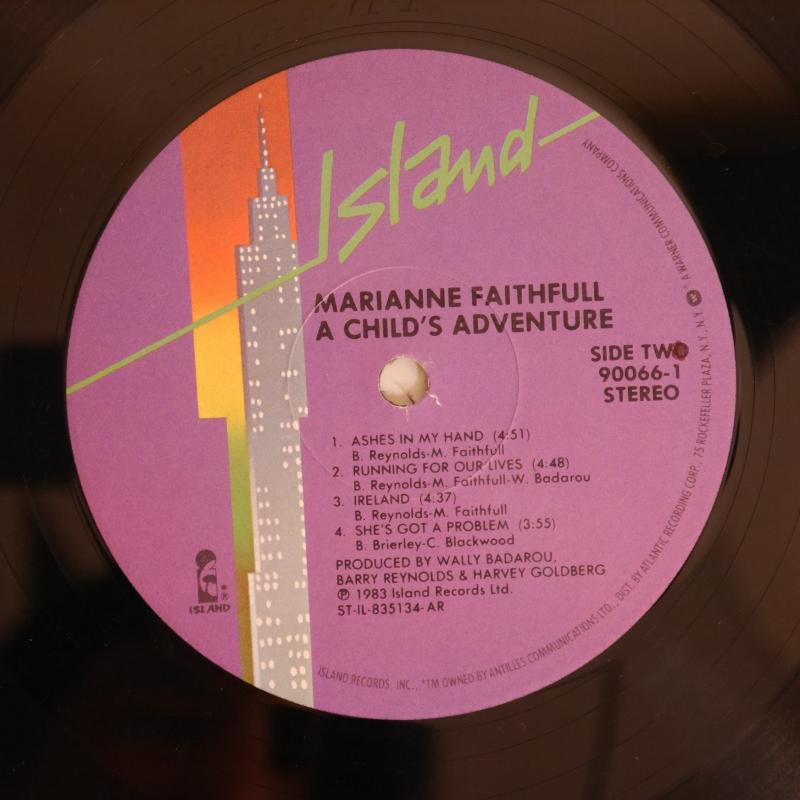 Island
MARIANNE FAITHFULL
A CHILD'S ADVENTURE
SIDE TWO
90066-1
STEREO
1. ASHES IN MY HAND (4:51)
B. Reynolds-M. Faithfull
2. RUNNING FOR OUR LIVES (4:48)
B. Reynolds-M. Faithfull-W. Badarou
3. IRELAND (4:37)
B. Reynolds-M. Faithfull
4. SHE'S GOT A PROBLEM (3:55)
B. Brierley-C. Blackwood
PRODUCED BY WALLY BADAROU,
BARRY REYNOLDS & HARVEY GOLDBERG
℗ 1983 Island Records Ltd.
ST-IL-835134-AR
®
ISLAND
ISLAND RECORDS, INC., *TM OWNED BY ANTILLES COMMUNICATIONS LTD., DIST. BY ATLANTIC RECORDING CORP., 75 ROCKEFELLER PLAZA, N.Y., N.Y. ® A WARNER COMMUNICATIONS COMPANY